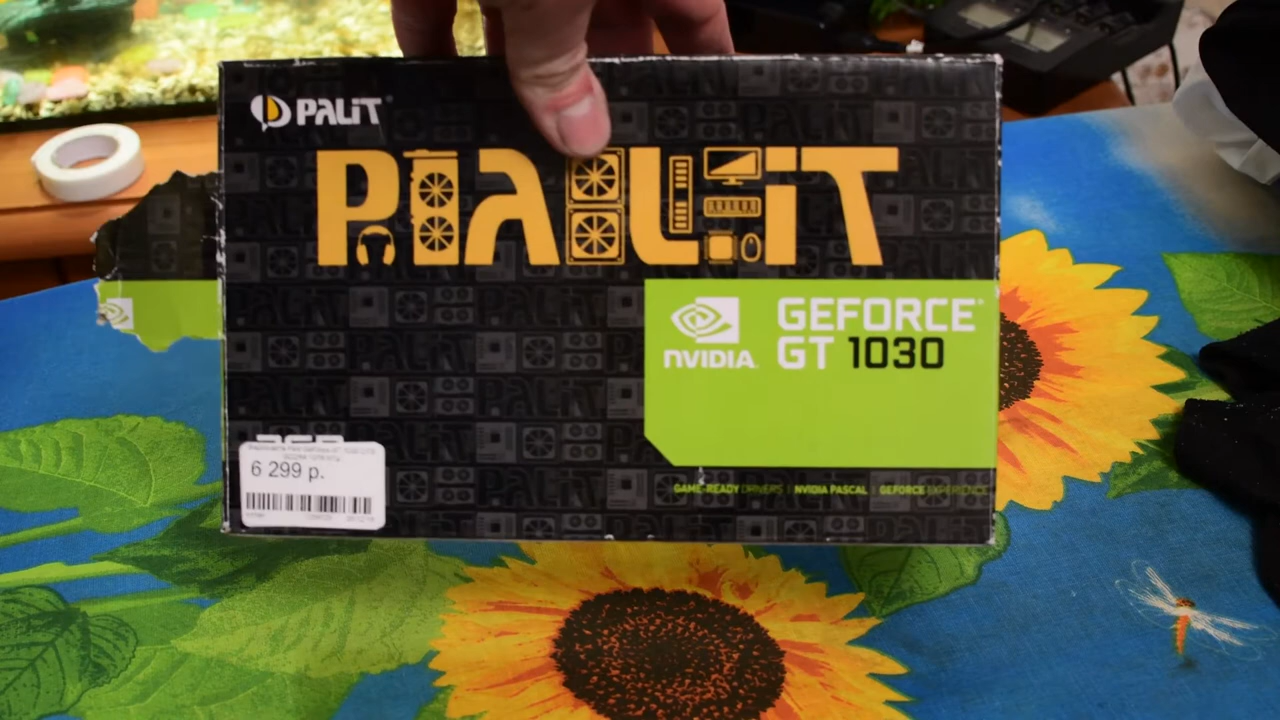 PALiT
PALiT
NVIDIA
GEFORCE
GT 1030
6 299 р.
GAME-READY DRIVERS | NVIDIA PASCAL | GEFORCE EXPERIENCE